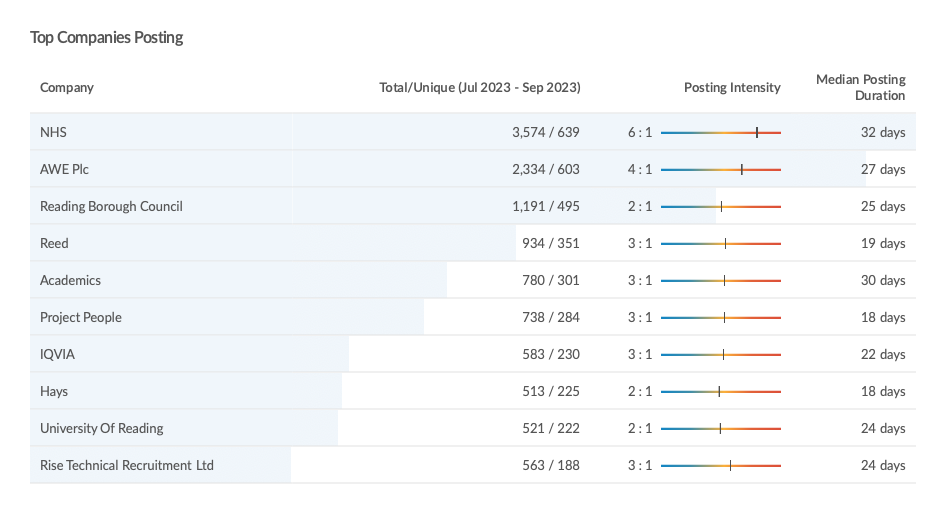 Top Companies Posting
Company Total/Unique (Jul 2023 - Sep 2023) Posting Intensity Median Posting Duration
NHS 3,574 / 639 6 : 1 32 days
AWE Plc 2,334 / 603 4 : 1 27 days
Reading Borough Council 1,191 / 495 2 : 1 25 days
Reed 934 / 351 3 : 1 19 days
Academics 780 / 301 3 : 1 30 days
Project People 738 / 284 3 : 1 18 days
IQVIA 583 / 230 3 : 1 22 days
Hays 513 / 225 2 : 1 18 days
University Of Reading 521 / 222 2 : 1 24 days
Rise Technical Recruitment Ltd 563 / 188 3 : 1 24 days